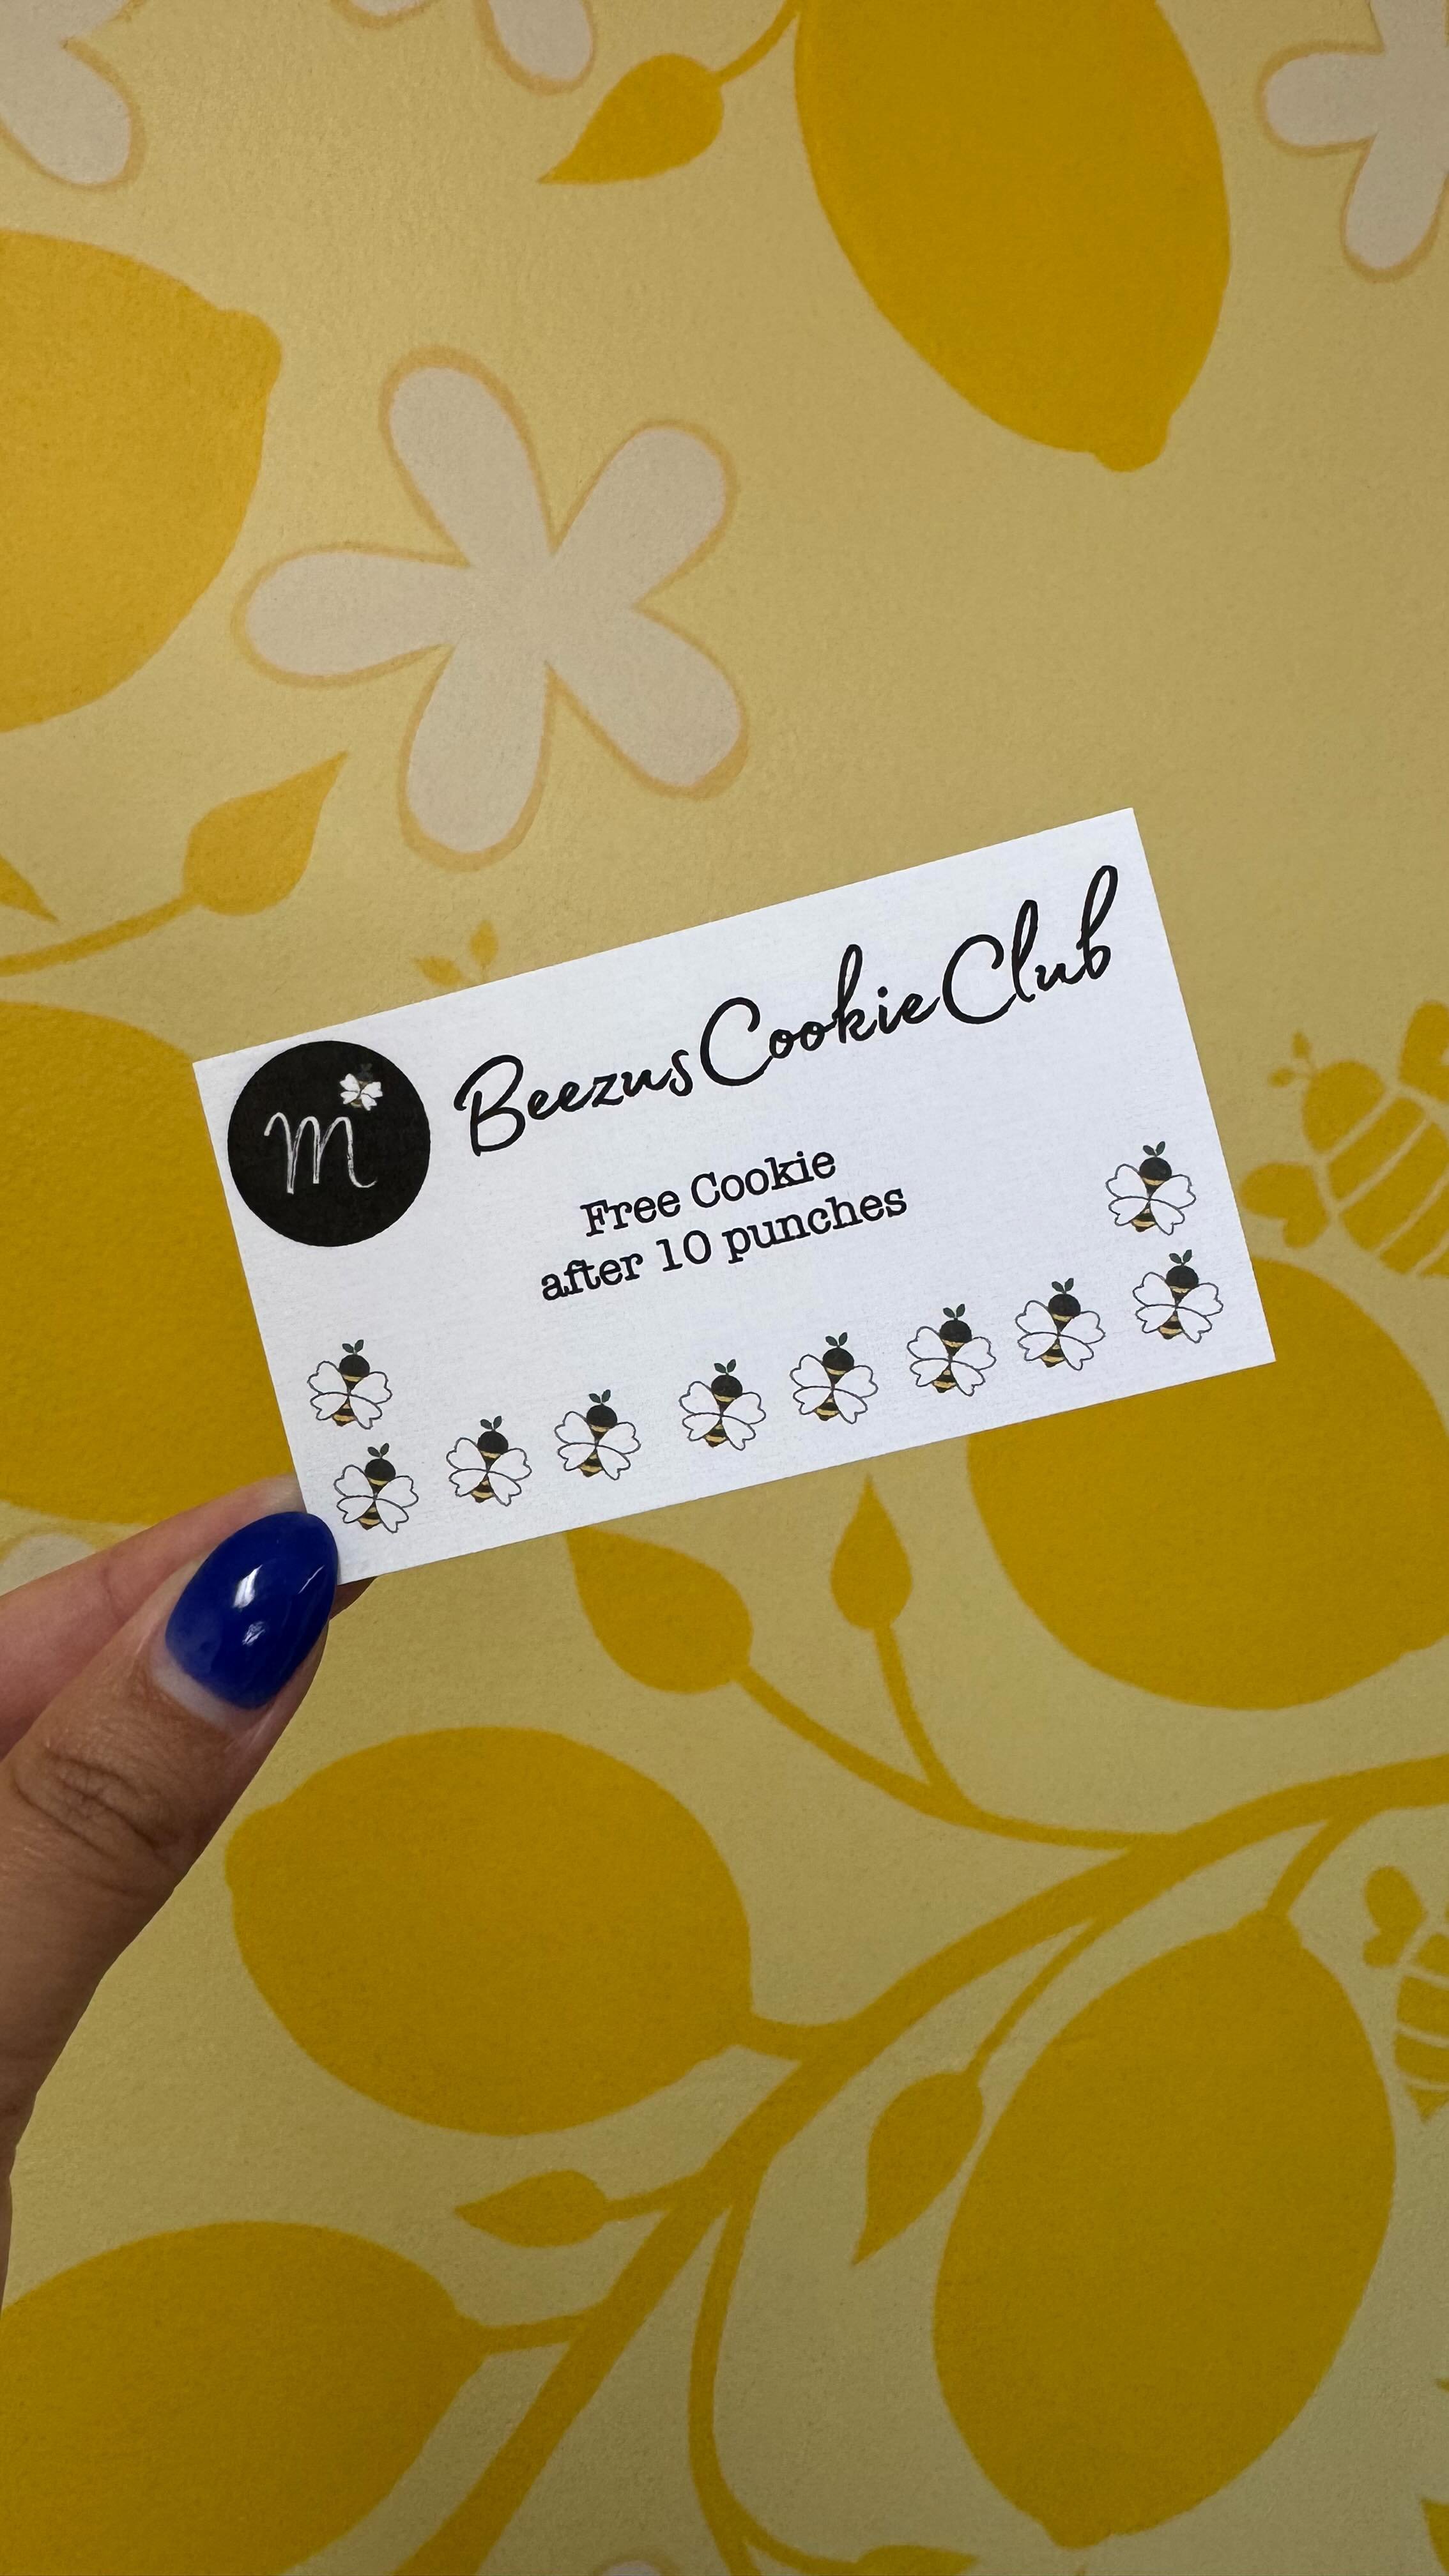 m
Beezus Cookie Club
Free Cookie
after 10 punches